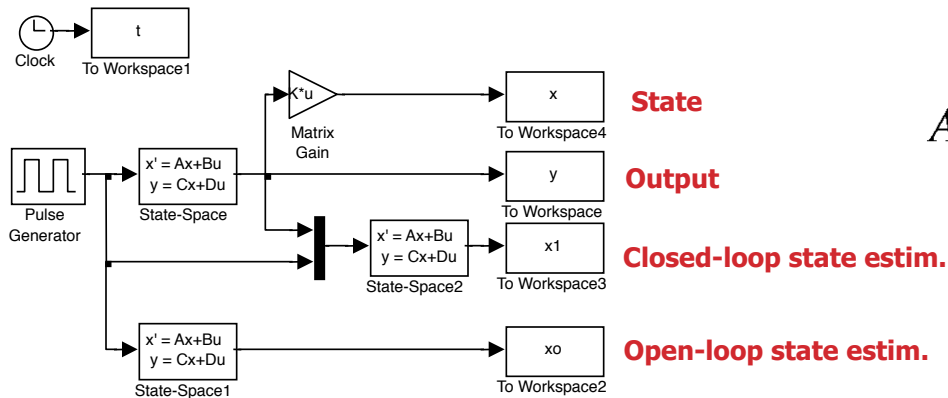 t
Clock
To Workspace1
K*u
Matrix
Gain
x
To Workspace4
State
A
Pulse
Generator
x' = Ax+Bu
y = Cx+Du
State-Space
y
To Workspace
Output
x' = Ax+Bu
y = Cx+Du
State-Space2
x1
To Workspace3
Closed-loop state estim.
x' = Ax+Bu
y = Cx+Du
State-Space1
xo
To Workspace2
Open-loop state estim.